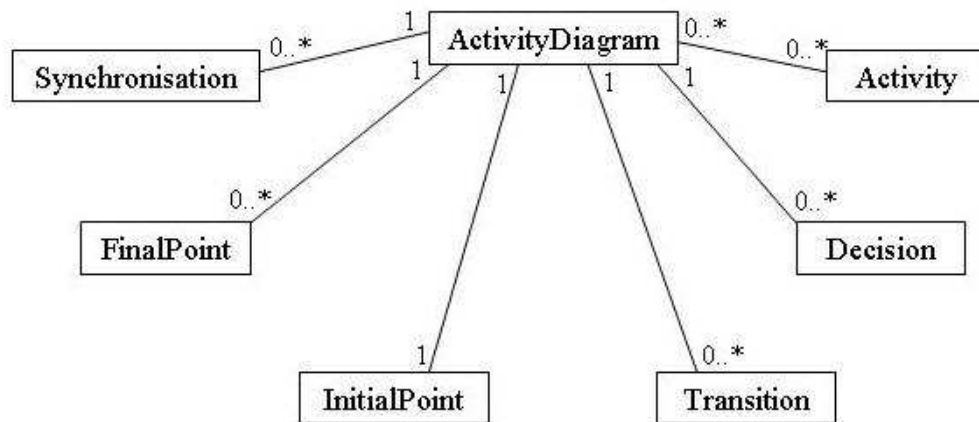 1 ActivityDiagram 0..*
0..* 0..*
Synchronisation Activity
1 1 1 1
0..* 0..*
FinalPoint Decision
1 0..*
InitialPoint Transition